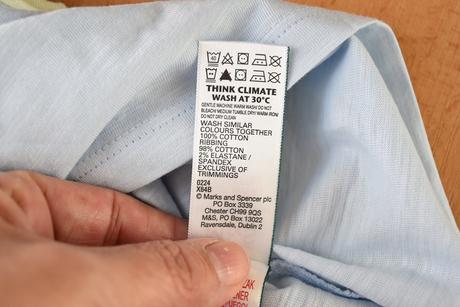 40
THINK CLIMATE
WASH AT 30°C
GENTLE MACHINE WARM WASH/ DO NOT
BLEACH/ MEDIUM TUMBLE DRY/ WARM IRON/
DO NOT DRY CLEAN
WASH SIMILAR
COLOURS TOGETHER
100% COTTON
RIBBING
98% COTTON
2% ELASTANE /
SPANDEX
EXCLUSIVE OF
TRIMMINGS
0224
X64B
© Marks and Spencer plc
PO Box 3339
Chester CH99 9QS
M&S, PO Box 13022
Ravensdale, Dublin 2